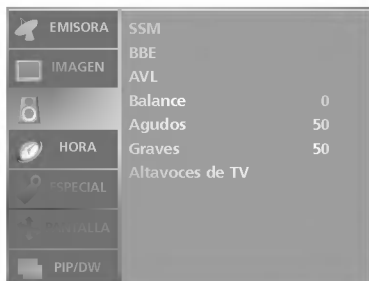 EMISORA
IMAGEN
HORA
ESPECIAL
PANTALLA
PIP/DW
SSM
BBE
AVL
Balance 0
Agudos 50
Graves 50
Altavoces de TV